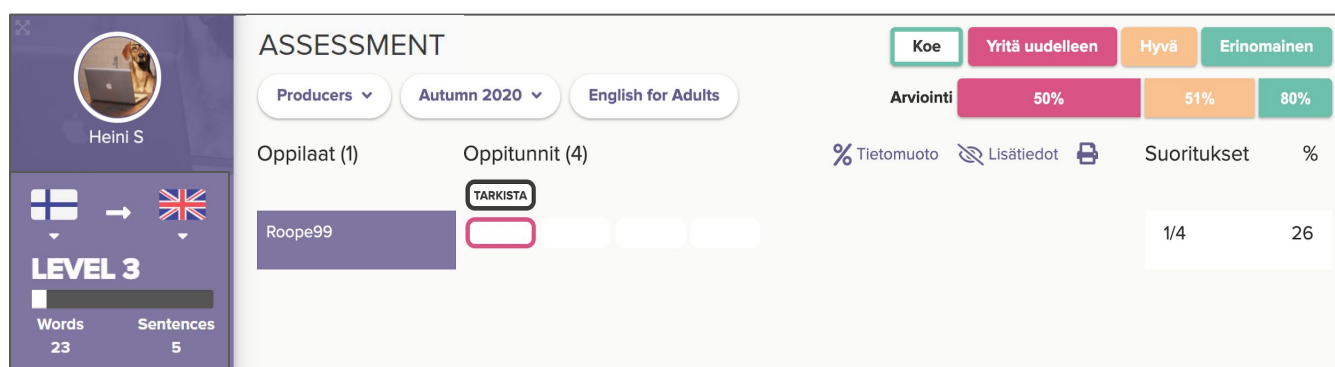 Heini S
LEVEL 3
Words Sentences
23 5
ASSESSMENT
Koe Yritä uudelleen Hyvä Erinomainen
Producers Autumn 2020 English for Adults
Arviointi 50% 51% 80%
Oppilaat (1) Oppitunnit (4) % Tietomuoto Lisätiedot Suoritukset %
TARKISTA
Roope99 1/4 26